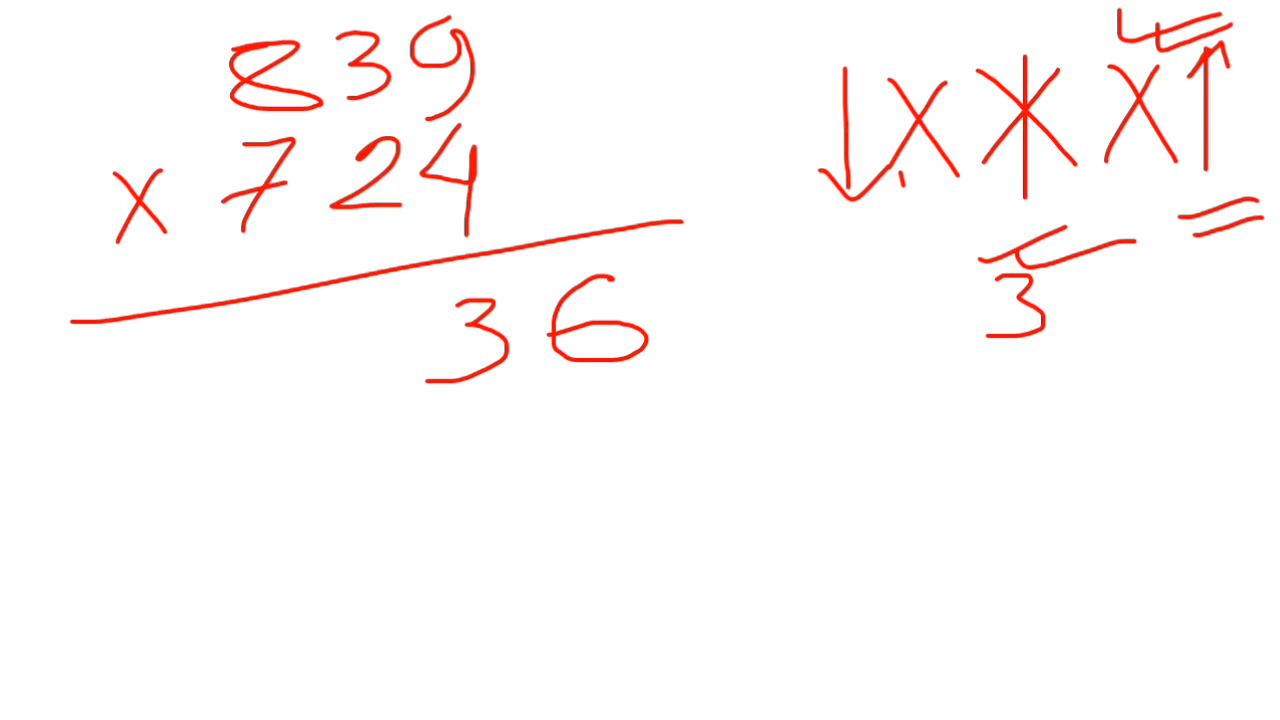 839
x 724
36
| x * x ↑
=
3